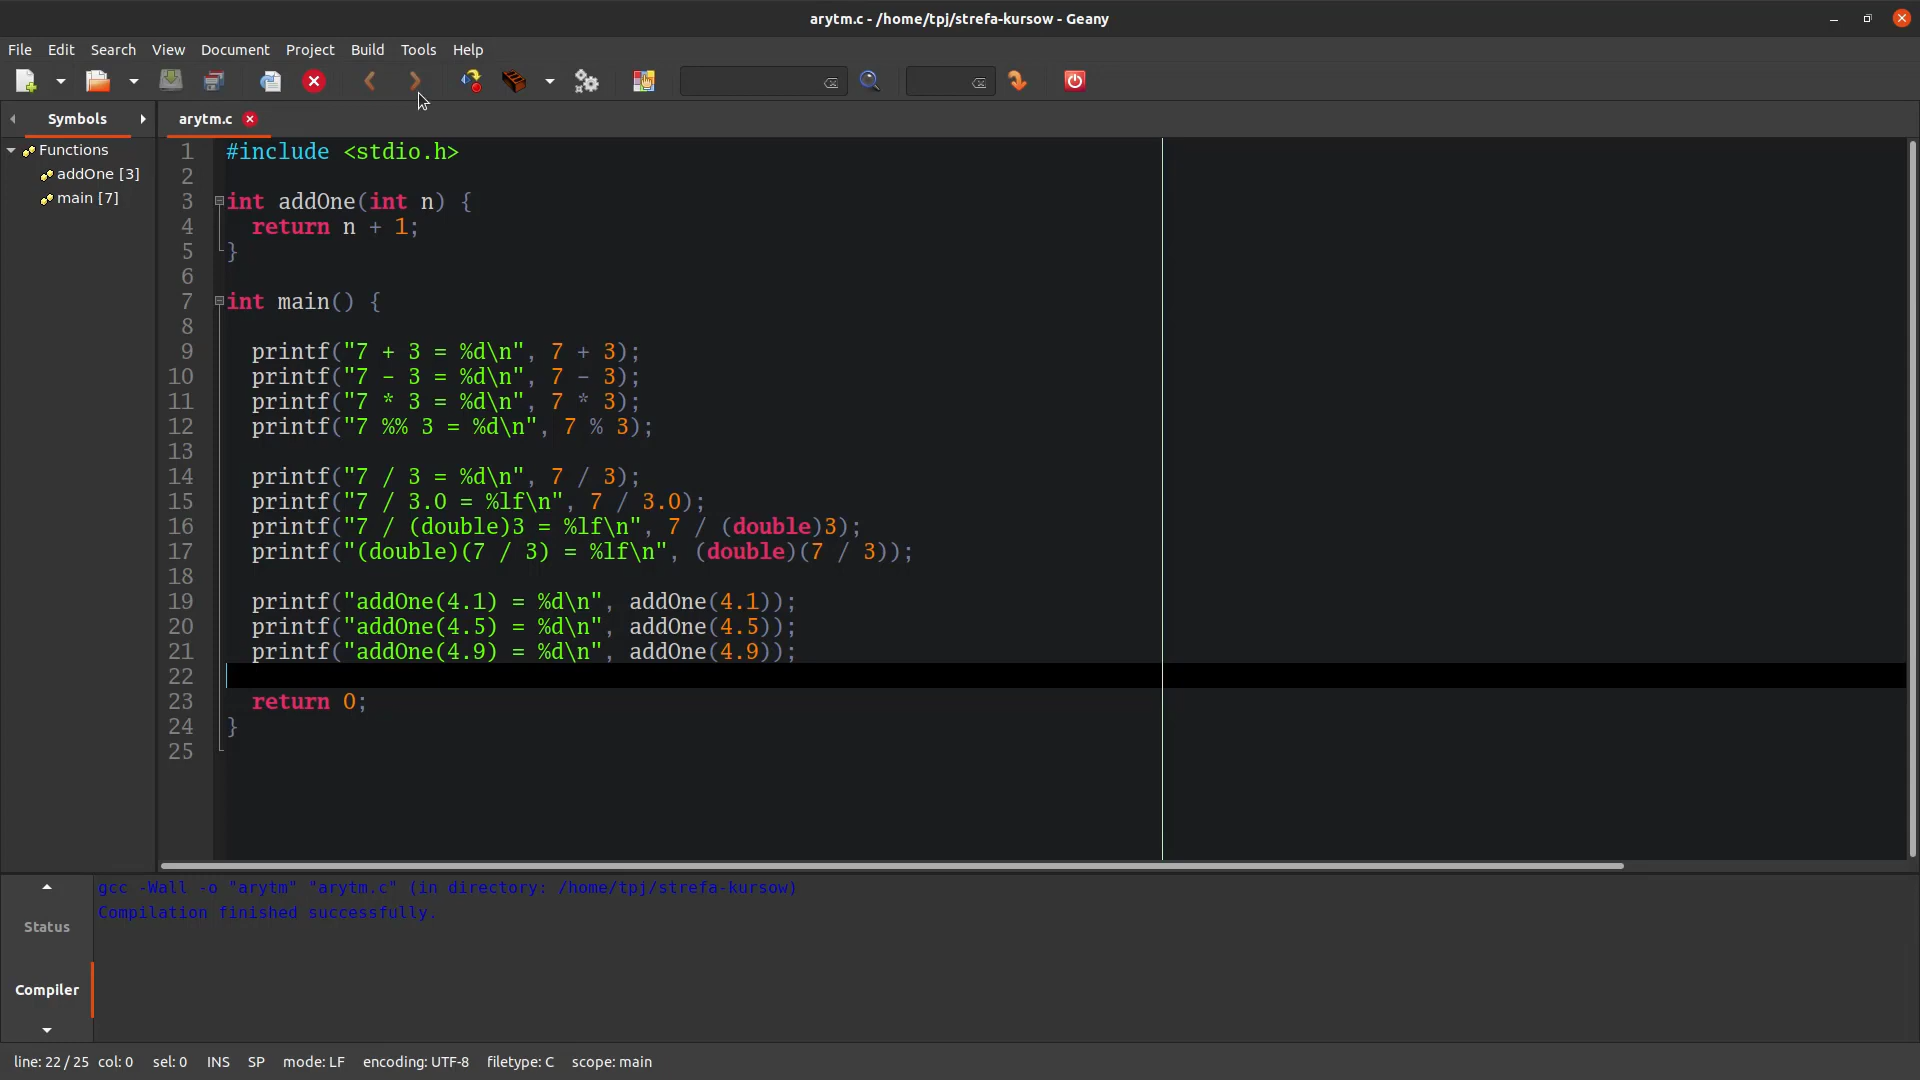 arytm.c - /home/tpj/strefa-kursow - Geany
File Edit Search View Document Project Build Tools Help
Symbols
arytm.c
Functions
addOne [3]
main [7]
1 #include <stdio.h>
2
3 int addOne(int n) {
4   return n + 1;
5 }
6
7 int main() {
8
9   printf("7 + 3 = %d\n", 7 + 3);
10   printf("7 - 3 = %d\n", 7 - 3);
11   printf("7 * 3 = %d\n", 7 * 3);
12   printf("7 %% 3 = %d\n", 7 % 3);
13
14   printf("7 / 3 = %d\n", 7 / 3);
15   printf("7 / 3.0 = %lf\n", 7 / 3.0);
16   printf("7 / (double)3 = %lf\n", 7 / (double)3);
17   printf("(double)(7 / 3) = %lf\n", (double)(7 / 3));
18
19   printf("addOne(4.1) = %d\n", addOne(4.1));
20   printf("addOne(4.5) = %d\n", addOne(4.5));
21   printf("addOne(4.9) = %d\n", addOne(4.9));
22
23   return 0;
24 }
25
Status
Compiler
gcc -Wall -o "arytm" "arytm.c" (in directory: /home/tpj/strefa-kursow)
Compilation finished successfully.
line: 22 / 25 col: 0 sel: 0 INS SP mode: LF encoding: UTF-8 filetype: C scope: main